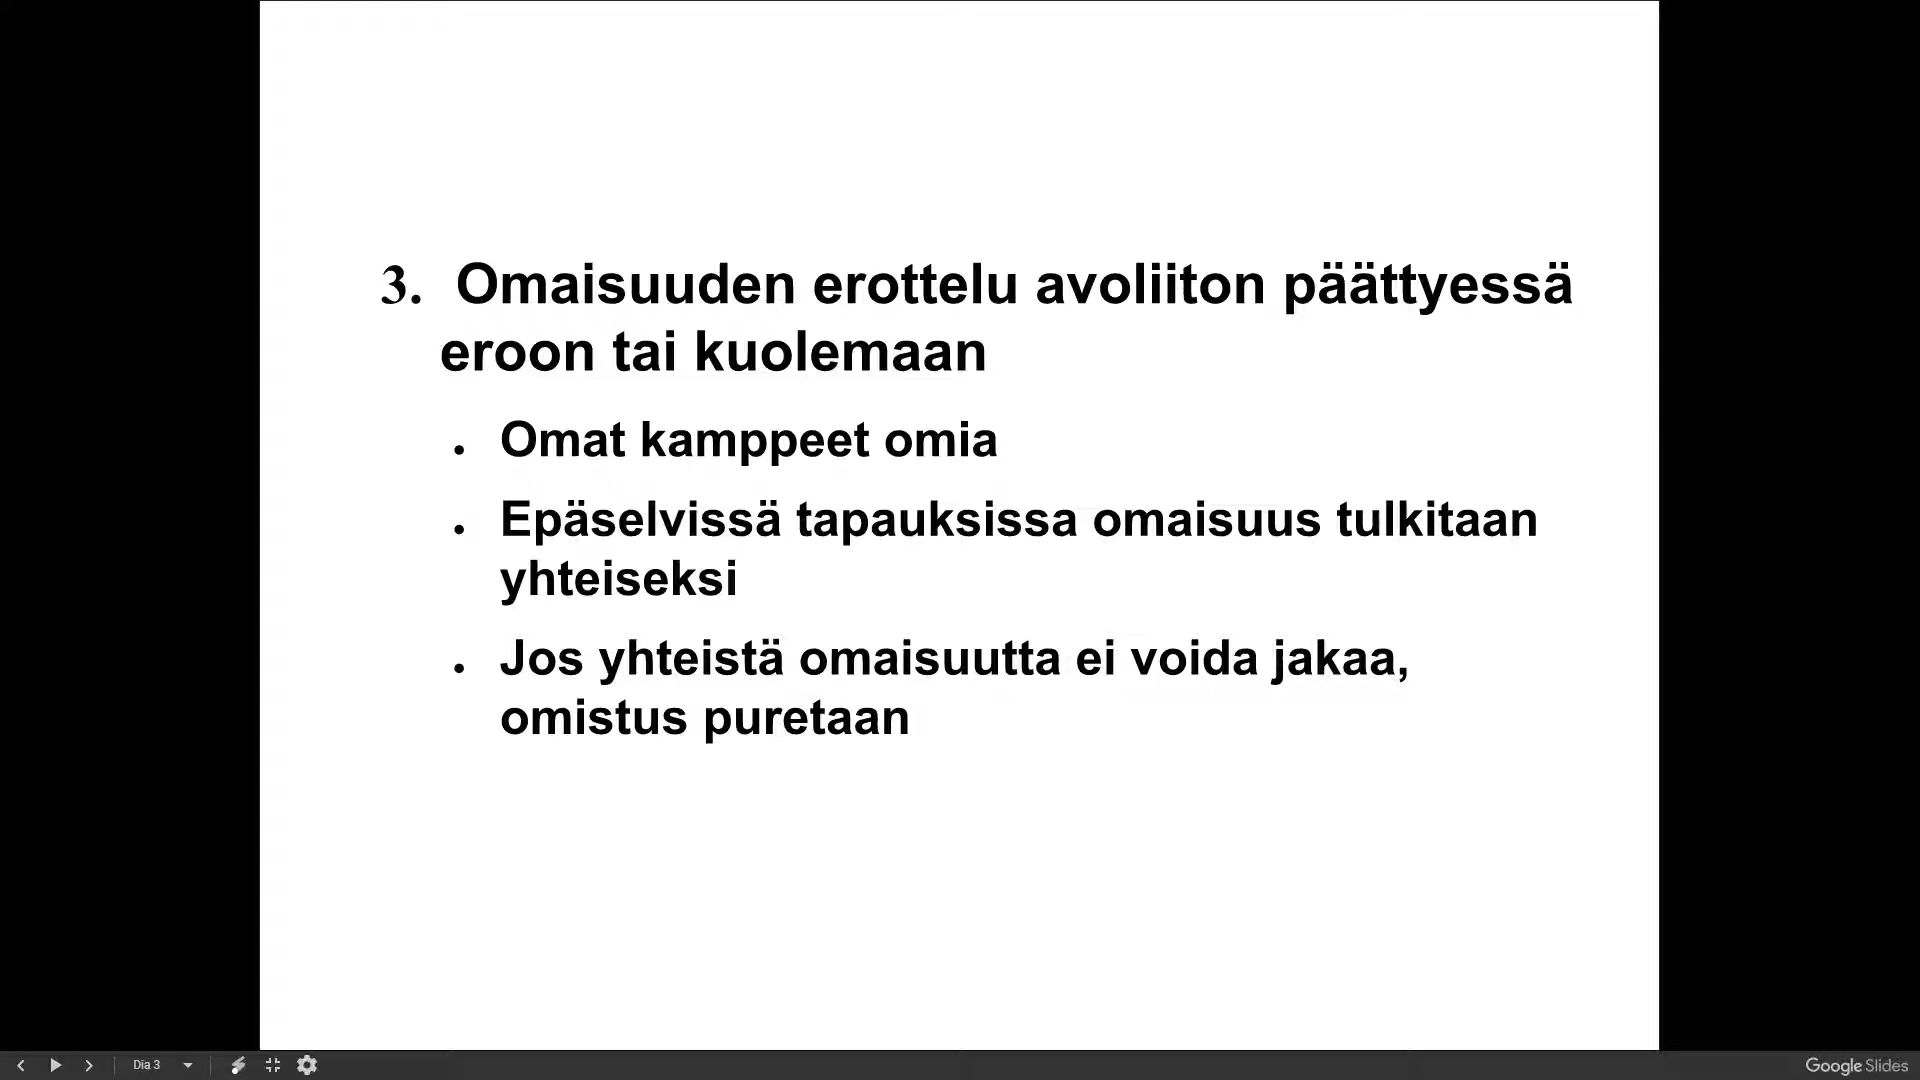 3. Omaisuuden erottelu avoliiton päättyessä
eroon tai kuolemaan
• Omat kamppeet omia
• Epäselvissä tapauksissa omaisuus tulkitaan
yhteiseksi
• Jos yhteistä omaisuutta ei voida jakaa,
omistus puretaan
Dia 3
Google Slides